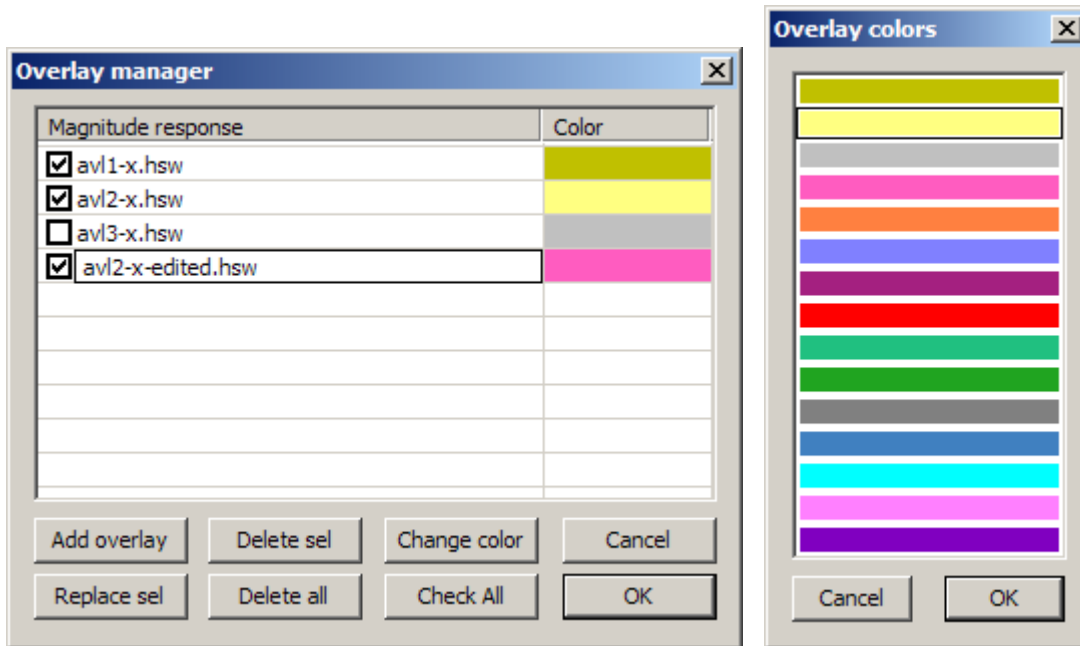 Overlay manager
Magnitude response Color
avl1-x.hsw
avl2-x.hsw
avl3-x.hsw
avl2-x-edited.hsw
Add overlay Delete sel Change color Cancel
Replace sel Delete all Check All OK
Overlay colors
Cancel OK